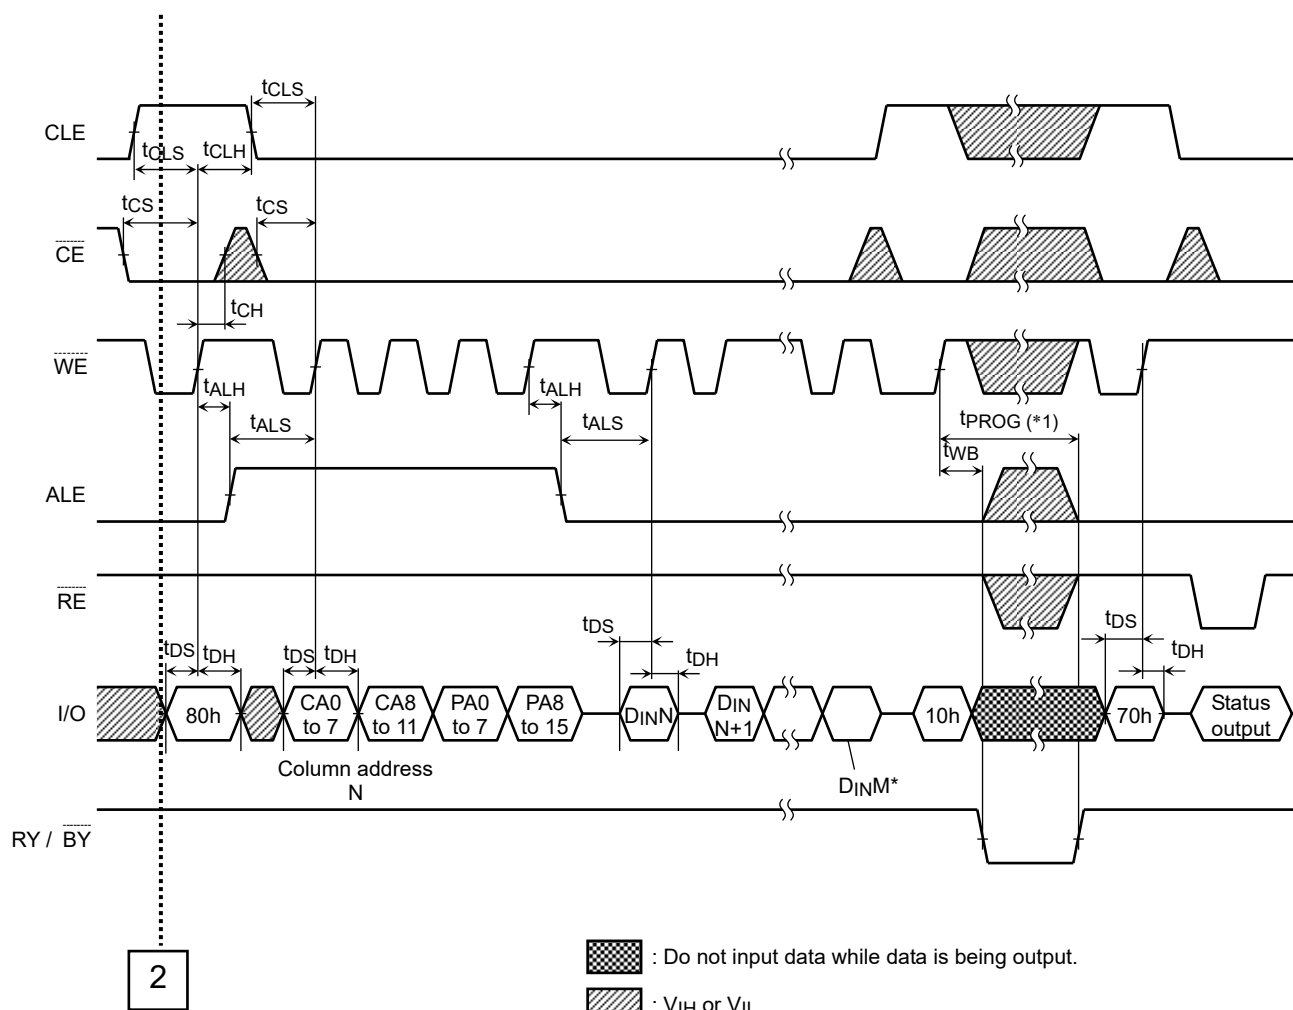 tCLS
CLE
tCLS tCLH
tCS tCS
CE
tCH
WE
tALH tALH
tALS tALS tPROG (*1)
tWB
ALE
RE
tDS tDH tDS tDH tDS tDH tDS tDH
I/O 80h CA0 to 7 CA8 to 11 PA0 to 7 PA8 to 15 DINN DIN N+1 10h 70h Status output
Column address
N
DINM*
RY / BY
2
: Do not input data while data is being output.
: VIH or VIL